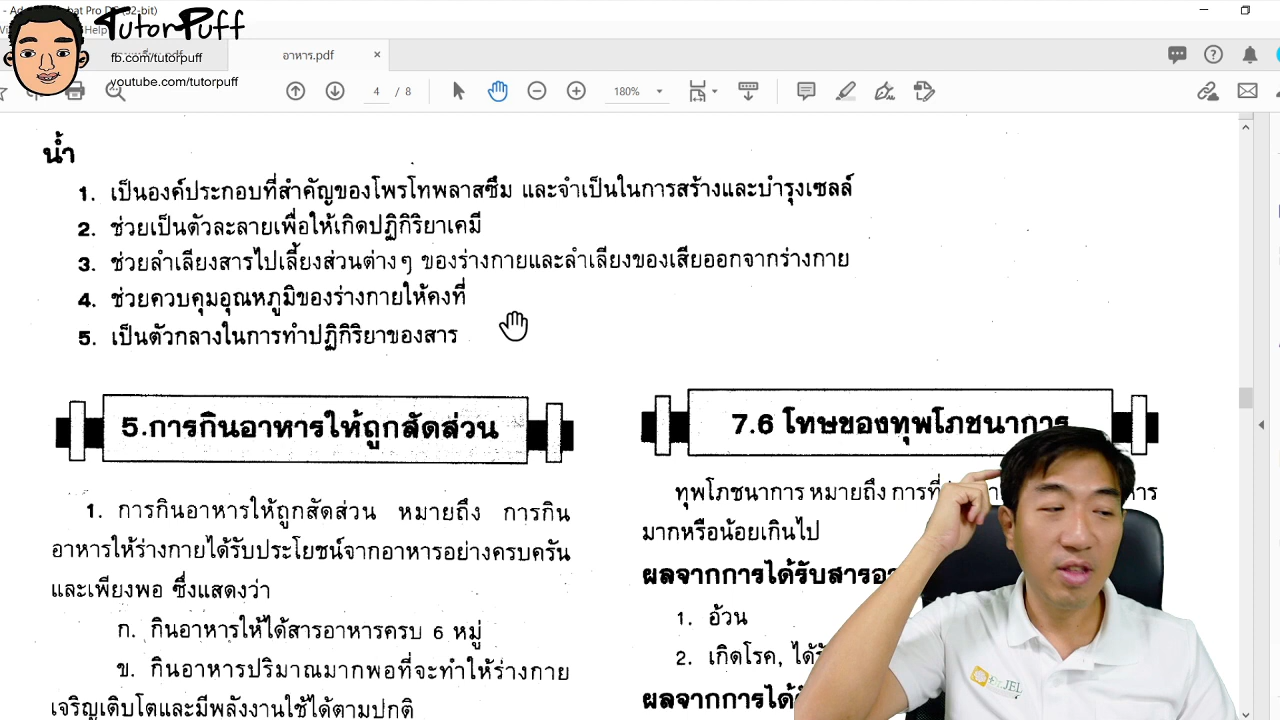 - A
bat Pro D
(32-bit)
TutorPuff
Help
fb.com/tutorpuff
youtube.com/tutorpuff
อาหาร.pdf
4 / 8
180%
น้ำ
1. เป็นองค์ประกอบที่สำคัญของโพรโทพลาสซึม และจำเป็นในการสร้างและบำรุงเซลล์
2. ช่วยเป็นตัวละลายเพื่อให้เกิดปฏิกิริยาเคมี
3. ช่วยลำเลียงสารไปเลี้ยงส่วนต่างๆ ของร่างกายและลำเลียงของเสียออกจากร่างกาย
4. ช่วยควบคุมอุณหภูมิของร่างกายให้คงที่
5. เป็นตัวกลางในการทำปฏิกิริยาของสาร
5.การกินอาหารให้ถูกสัดส่วน
1. การกินอาหารให้ถูกสัดส่วน หมายถึง การกิน
อาหารให้ร่างกายได้รับประโยชน์จากอาหารอย่างครบครัน
และเพียงพอ ซึ่งแสดงว่า
ก. กินอาหารให้ได้สารอาหารครบ 6 หมู่
ข. กินอาหารปริมาณมากพอที่จะทำให้ร่างกาย
เจริญเติบโตและมีพลังงานใช้ได้ตามปกติ
7.6 โทษของทุพโภชนาการ
ทุพโภชนาการ หมายถึง การที่
มากหรือน้อยเกินไป
ผลจากการได้รับสารอา
1. อ้วน
2. เกิดโรค, ได้
ผลจากการได้
Dr.JEL